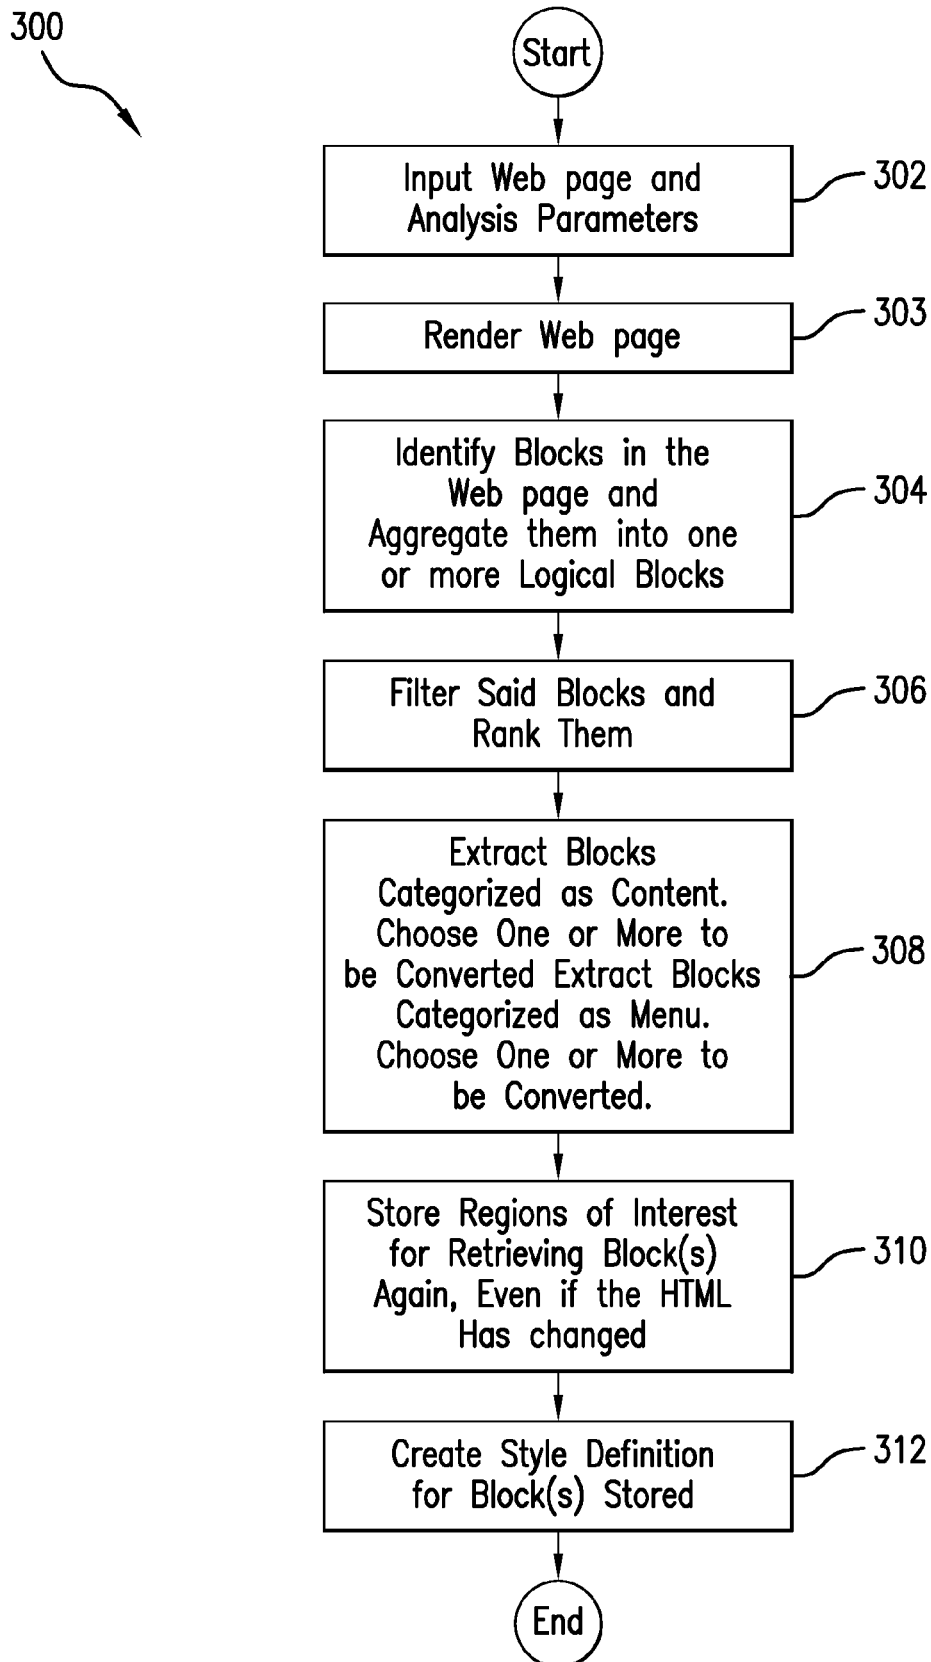 300
Start
Input Web page and
Analysis Parameters
302
Render Web page
303
Identify Blocks in the
Web page and
Aggregate them into one
or more Logical Blocks
304
Filter Said Blocks and
Rank Them
306
Extract Blocks
Categorized as Content.
Choose One or More to
be Converted Extract Blocks
Categorized as Menu.
Choose One or More to
be Converted.
308
Store Regions of Interest
for Retrieving Block(s)
Again, Even if the HTML
Has changed
310
Create Style Definition
for Block(s) Stored
312
End